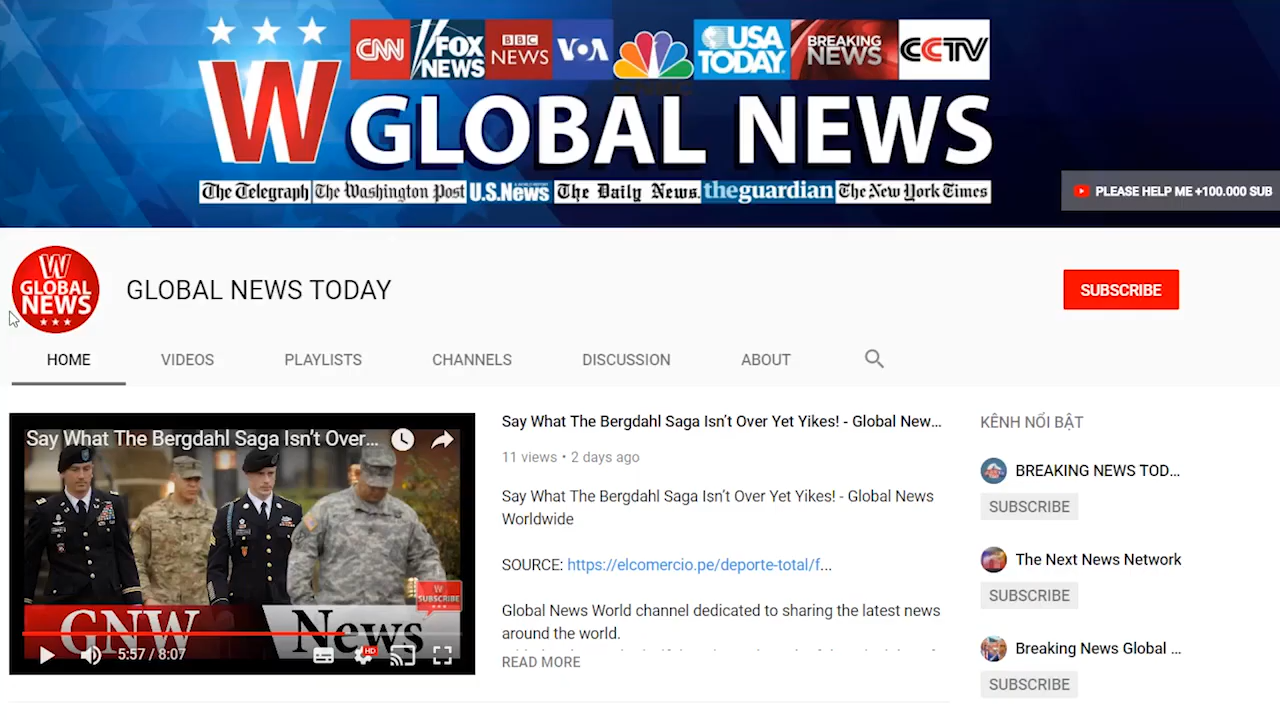 CNN
FOX NEWS
BBC NEWS
VOA
USA TODAY
BREAKING NEWS
CCTV
W GLOBAL NEWS
The Telegraph The Washington Post U.S.News The Daily News. theguardian The New York Times
PLEASE HELP ME +100.000 SUB
W
GLOBAL
NEWS
GLOBAL NEWS TODAY
SUBSCRIBE
HOME
VIDEOS
PLAYLISTS
CHANNELS
DISCUSSION
ABOUT
Say What The Bergdahl Saga Isn’t Over...
W
SUBSCRIBE
GNW News
HD
5:57 / 8:07
Say What The Bergdahl Saga Isn’t Over Yet Yikes! - Global New...
11 views • 2 days ago
Say What The Bergdahl Saga Isn’t Over Yet Yikes! - Global News
Worldwide
SOURCE: https://elcomercio.pe/deporte-total/f...
Global News World channel dedicated to sharing the latest news
around the world.
READ MORE
KÊNH NỔI BẬT
BREAKING NEWS TOD...
SUBSCRIBE
The Next News Network
SUBSCRIBE
Breaking News Global ...
SUBSCRIBE